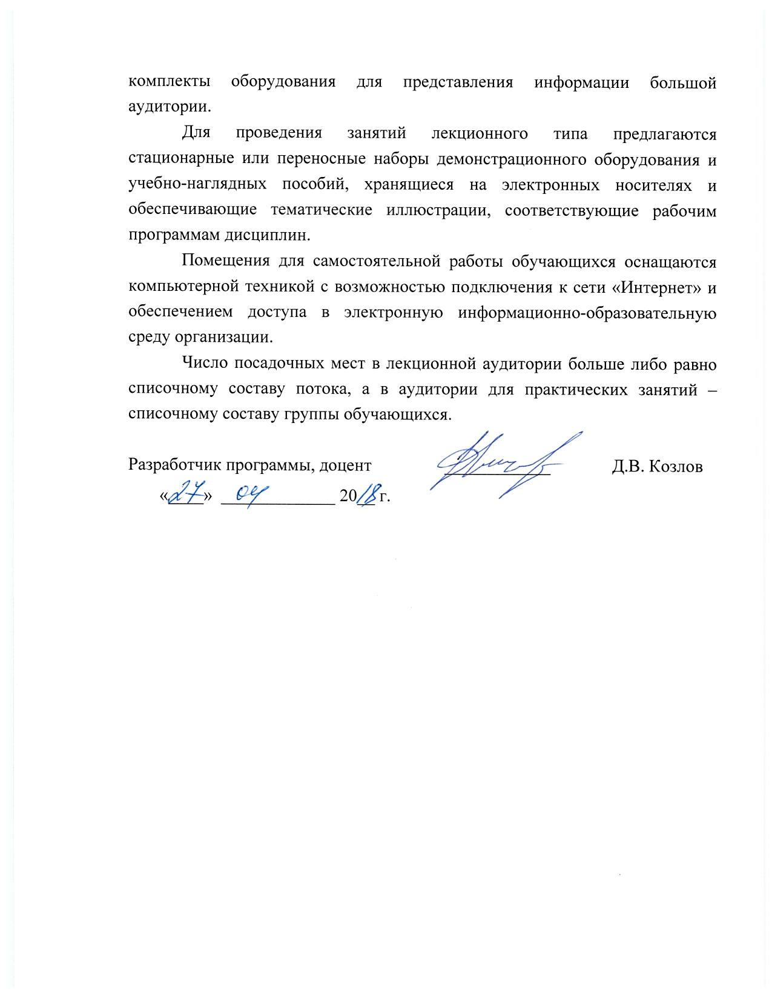 комплекты оборудования для представления информации большой
аудитории.
Для проведения занятий лекционного типа предлагаются
стационарные или переносные наборы демонстрационного оборудования и
учебно-наглядных пособий, хранящиеся на электронных носителях и
обеспечивающие тематические иллюстрации, соответствующие рабочим
программам дисциплин.
Помещения для самостоятельной работы обучающихся оснащаются
компьютерной техникой с возможностью подключения к сети «Интернет» и
обеспечением доступа в электронную информационно-образовательную
среду организации.
Число посадочных мест в лекционной аудитории больше либо равно
списочному составу потока, а в аудитории для практических занятий –
списочному составу группы обучающихся.
Разработчик программы, доцент Д.В. Козлов
«27» 04 2018 г.